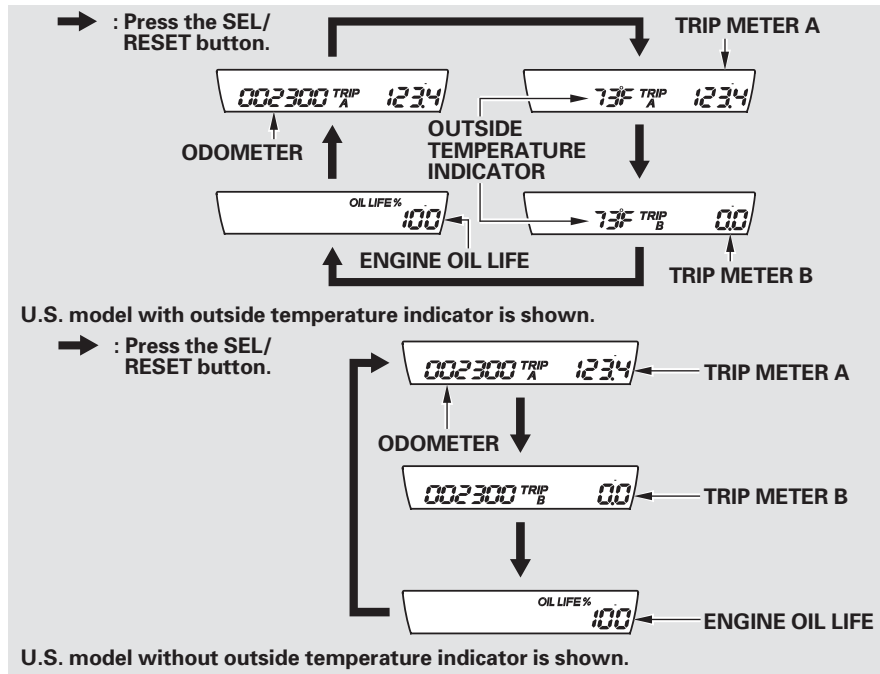 : Press the SEL/
RESET button.
TRIP METER A
002300 TRIP A 123.4
73°F TRIP A 123.4
ODOMETER
OUTSIDE
TEMPERATURE
INDICATOR
OIL LIFE %
100
73°F TRIP B 0.0
ENGINE OIL LIFE
TRIP METER B
U.S. model with outside temperature indicator is shown.
: Press the SEL/
RESET button.
002300 TRIP A 123.4
TRIP METER A
ODOMETER
002300 TRIP B 0.0
TRIP METER B
OIL LIFE %
100
ENGINE OIL LIFE
U.S. model without outside temperature indicator is shown.